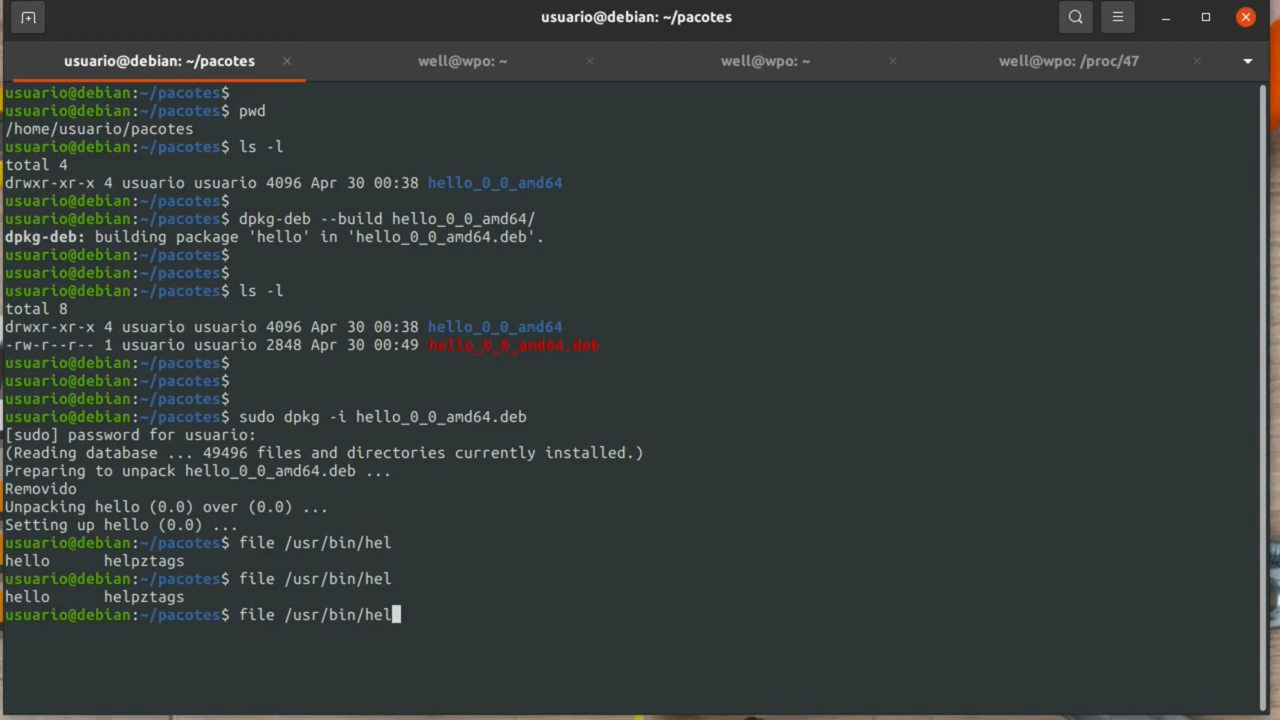 usuario@debian: ~/pacotes
usuario@debian: ~/pacotes × well@wpo: ~ × well@wpo: ~ × well@wpo: /proc/47 ×
usuario@debian:~/pacotes$
usuario@debian:~/pacotes$ pwd
/home/usuario/pacotes
usuario@debian:~/pacotes$ ls -l
total 4
drwxr-xr-x 4 usuario usuario 4096 Apr 30 00:38 hello_0_0_amd64
usuario@debian:~/pacotes$
usuario@debian:~/pacotes$ dpkg-deb --build hello_0_0_amd64/
dpkg-deb: building package 'hello' in 'hello_0_0_amd64.deb'.
usuario@debian:~/pacotes$
usuario@debian:~/pacotes$
usuario@debian:~/pacotes$ ls -l
total 8
drwxr-xr-x 4 usuario usuario 4096 Apr 30 00:38 hello_0_0_amd64
-rw-r--r-- 1 usuario usuario 2848 Apr 30 00:49 hello_0_0_amd64.deb
usuario@debian:~/pacotes$
usuario@debian:~/pacotes$
usuario@debian:~/pacotes$
usuario@debian:~/pacotes$ sudo dpkg -i hello_0_0_amd64.deb
[sudo] password for usuario:
(Reading database ... 49496 files and directories currently installed.)
Preparing to unpack hello_0_0_amd64.deb ...
Removido
Unpacking hello (0.0) over (0.0) ...
Setting up hello (0.0) ...
usuario@debian:~/pacotes$ file /usr/bin/hel
hello helpztags
usuario@debian:~/pacotes$ file /usr/bin/hel
hello helpztags
usuario@debian:~/pacotes$ file /usr/bin/hel